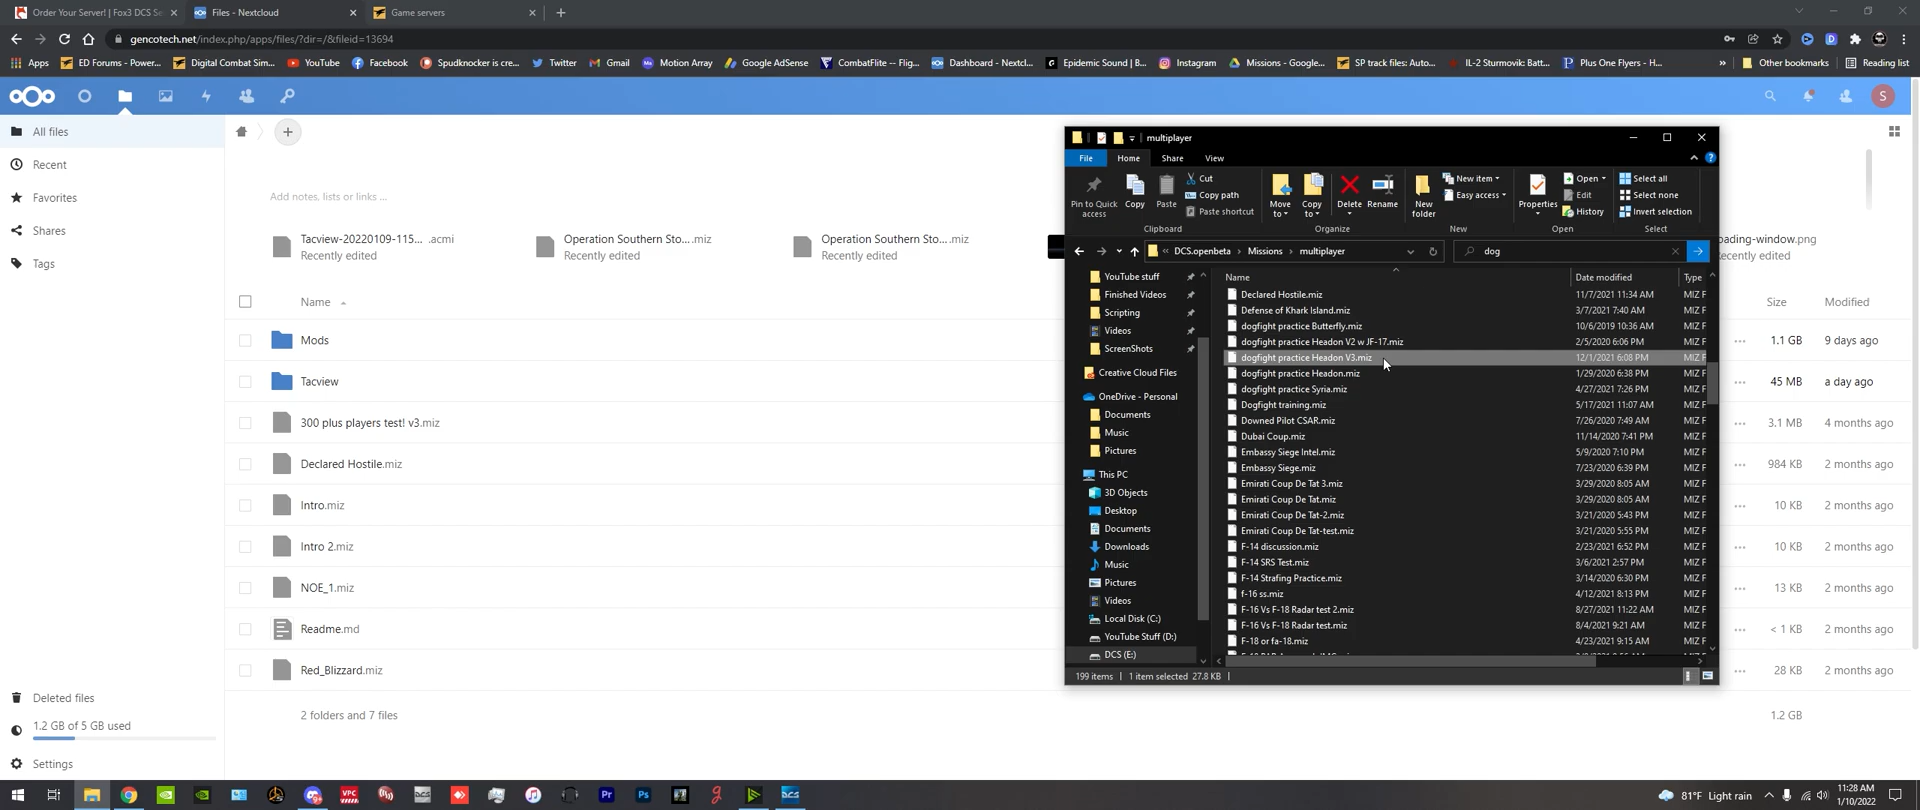 Order Your Server! | Fox3 DCS Se
Files - Nextcloud
Game servers
gencotech.net/index.php/apps/files/?dir=/&fileid=13694
Apps
ED Forums - Power...
Digital Combat Sim...
YouTube
Facebook
Spudknocker is cre...
Twitter
Gmail
Motion Array
Google AdSense
CombatFlite -- Flig...
Dashboard - Nextcl...
Epidemic Sound | B...
Instagram
Missions - Google...
SP track files: Auto...
IL-2 Sturmovik: Batt...
Plus One Flyers - H...
»
Other bookmarks
Reading list
S
All files
Recent
Favorites
Shares
Tags
Add notes, lists or links ...
Tacview-20220109-115... .acmi
Recently edited
Operation Southern Sto... .miz
Recently edited
Operation Southern Sto... .miz
Recently edited
oading-window.png
Recently edited
Name
Size
Modified
Mods
1.1 GB
9 days ago
Tacview
45 MB
a day ago
300 plus players test! v3.miz
3.1 MB
4 months ago
Declared Hostile.miz
984 KB
2 months ago
Intro.miz
10 KB
2 months ago
Intro 2.miz
10 KB
2 months ago
NOE_1.miz
13 KB
2 months ago
Readme.md
< 1 KB
2 months ago
Red_Blizzard.miz
28 KB
2 months ago
2 folders and 7 files
1.2 GB
Deleted files
1.2 GB of 5 GB used
Settings
multiplayer
File
Home
Share
View
Pin to Quick access
Copy
Paste
Cut
Copy path
Paste shortcut
Clipboard
Move to
Copy to
Delete
Rename
Organize
New folder
New item
Easy access
New
Properties
Open
Edit
History
Open
Select all
Select none
Invert selection
Select
« DCS.openbeta › Missions › multiplayer
dog
YouTube stuff
Finished Videos
Scripting
Videos
ScreenShots
Creative Cloud Files
OneDrive - Personal
Documents
Music
Pictures
This PC
3D Objects
Desktop
Documents
Downloads
Music
Pictures
Videos
Local Disk (C:)
YouTube Stuff (D:)
DCS (E:)
Name Date modified Type
Declared Hostile.miz 11/7/2021 11:34 AM MIZ F
Defense of Khark Island.miz 3/7/2021 7:40 AM MIZ F
dogfight practice Butterfly.miz 10/6/2019 10:36 AM MIZ F
dogfight practice Headon V2 w JF-17.miz 2/5/2020 6:06 PM MIZ F
dogfight practice Headon V3.miz 12/1/2021 6:08 PM MIZ F
dogfight practice Headon.miz 1/29/2020 6:38 PM MIZ F
dogfight practice Syria.miz 4/27/2021 7:26 PM MIZ F
Dogfight training.miz 5/17/2021 11:07 AM MIZ F
Downed Pilot CSAR.miz 7/26/2020 7:49 AM MIZ F
Dubai Coup.miz 11/14/2020 7:41 PM MIZ F
Embassy Siege Intel.miz 5/9/2020 7:10 PM MIZ F
Embassy Siege.miz 7/23/2020 6:39 PM MIZ F
Emirati Coup De Tat 3.miz 3/29/2020 8:05 AM MIZ F
Emirati Coup De Tat.miz 3/29/2020 8:05 AM MIZ F
Emirati Coup De Tat-2.miz 3/21/2020 5:43 PM MIZ F
Emirati Coup De Tat-test.miz 3/21/2020 5:55 PM MIZ F
F-14 discussion.miz 2/23/2021 6:52 PM MIZ F
F-14 SRS Test.miz 3/6/2021 2:57 PM MIZ F
F-14 Strafing Practice.miz 3/14/2020 6:30 PM MIZ F
f-16 ss.miz 4/12/2021 8:13 PM MIZ F
F-16 Vs F-18 Radar test 2.miz 8/27/2021 11:22 AM MIZ F
F-16 Vs F-18 Radar test.miz 8/4/2021 9:21 AM MIZ F
F-18 or fa-18.miz 4/23/2021 9:15 AM MIZ F
199 items 1 item selected 27.8 KB
VPC
DCS
Pr
Ps
81°F Light rain
11:28 AM
1/10/2022